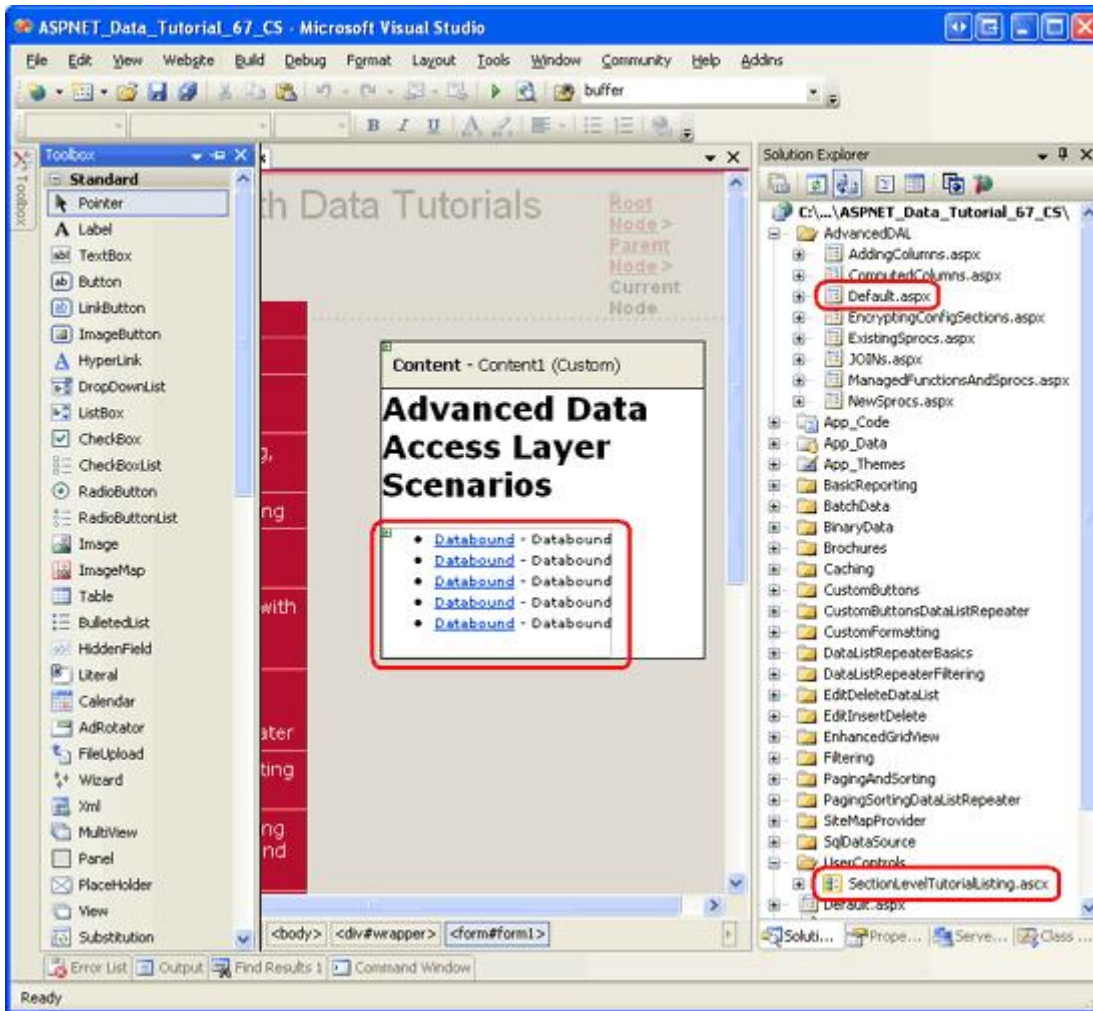 ASPNET_Data_Tutorial_67_CS - Microsoft Visual Studio
File Edit View Website Build Debug Format Layout Tools Window Community Help Addins
buffer
B I U A
Toolbox
Toolbox
Standard
Pointer
A Label
abl TextBox
ab Button
ab LinkButton
ImageButton
A HyperLink
DropDownList
ListBox
CheckBox
CheckBoxList
RadioButton
RadioButtonList
Image
ImageMap
Table
BulletedList
HiddenField
Literal
Calendar
AdRotator
FileUpload
Wizard
Xml
MultiView
Panel
PlaceHolder
View
Substitution
th Data Tutorials
Root
Node >
Parent
Node >
Current
Node
g,
ng
with
ater
ting
ng
nd
Content - Content1 (Custom)
Advanced Data
Access Layer
Scenarios
Databound - Databound
Databound - Databound
Databound - Databound
Databound - Databound
Databound - Databound
<body> <div#wrapper> <form#form1>
Solution Explorer
C:\...\ASPNET_Data_Tutorial_67_CS\
AdvancedDAL
AddingColumns.aspx
ComputedColumns.aspx
Default.aspx
EncryptingConfigSections.aspx
ExistingSprocs.aspx
JOINs.aspx
ManagedFunctionsAndSprocs.aspx
NewSprocs.aspx
App_Code
App_Data
App_Themes
BasicReporting
BatchData
BinaryData
Brochures
Caching
CustomButtons
CustomButtonsDataListRepeater
CustomFormatting
DataListRepeaterBasics
DataListRepeaterFiltering
EditDeleteDataList
EditInsertDelete
EnhancedGridView
Filtering
PagingAndSorting
PagingSortingDataListRepeater
SiteMapProvider
SqlDataSource
UserControls
SectionLevelTutorialListing.ascx
Default.aspx
Soluti... Prope... Serve... Class ...
Error List Output Find Results 1 Command Window
Ready